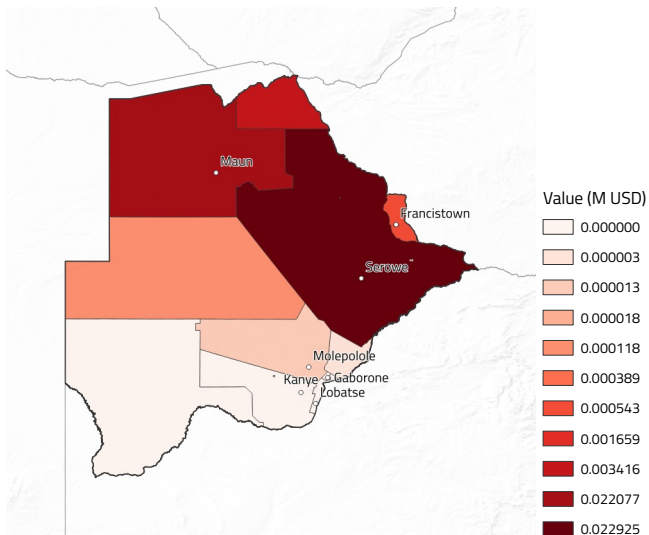 Maun
Francistown
Serowe
Molepolole
Kanye
Gaborone
Lobatse
Value (M USD)
0.000000
0.000003
0.000013
0.000018
0.000118
0.000389
0.000543
0.001659
0.003416
0.022077
0.022925